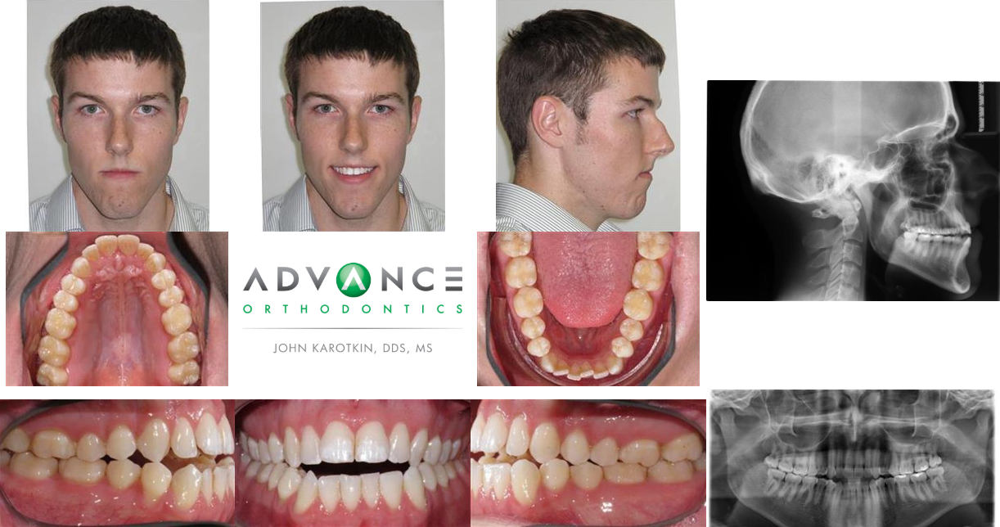 ADVANCE
ORTHODONTICS
JOHN KAROTKIN, DDS, MS